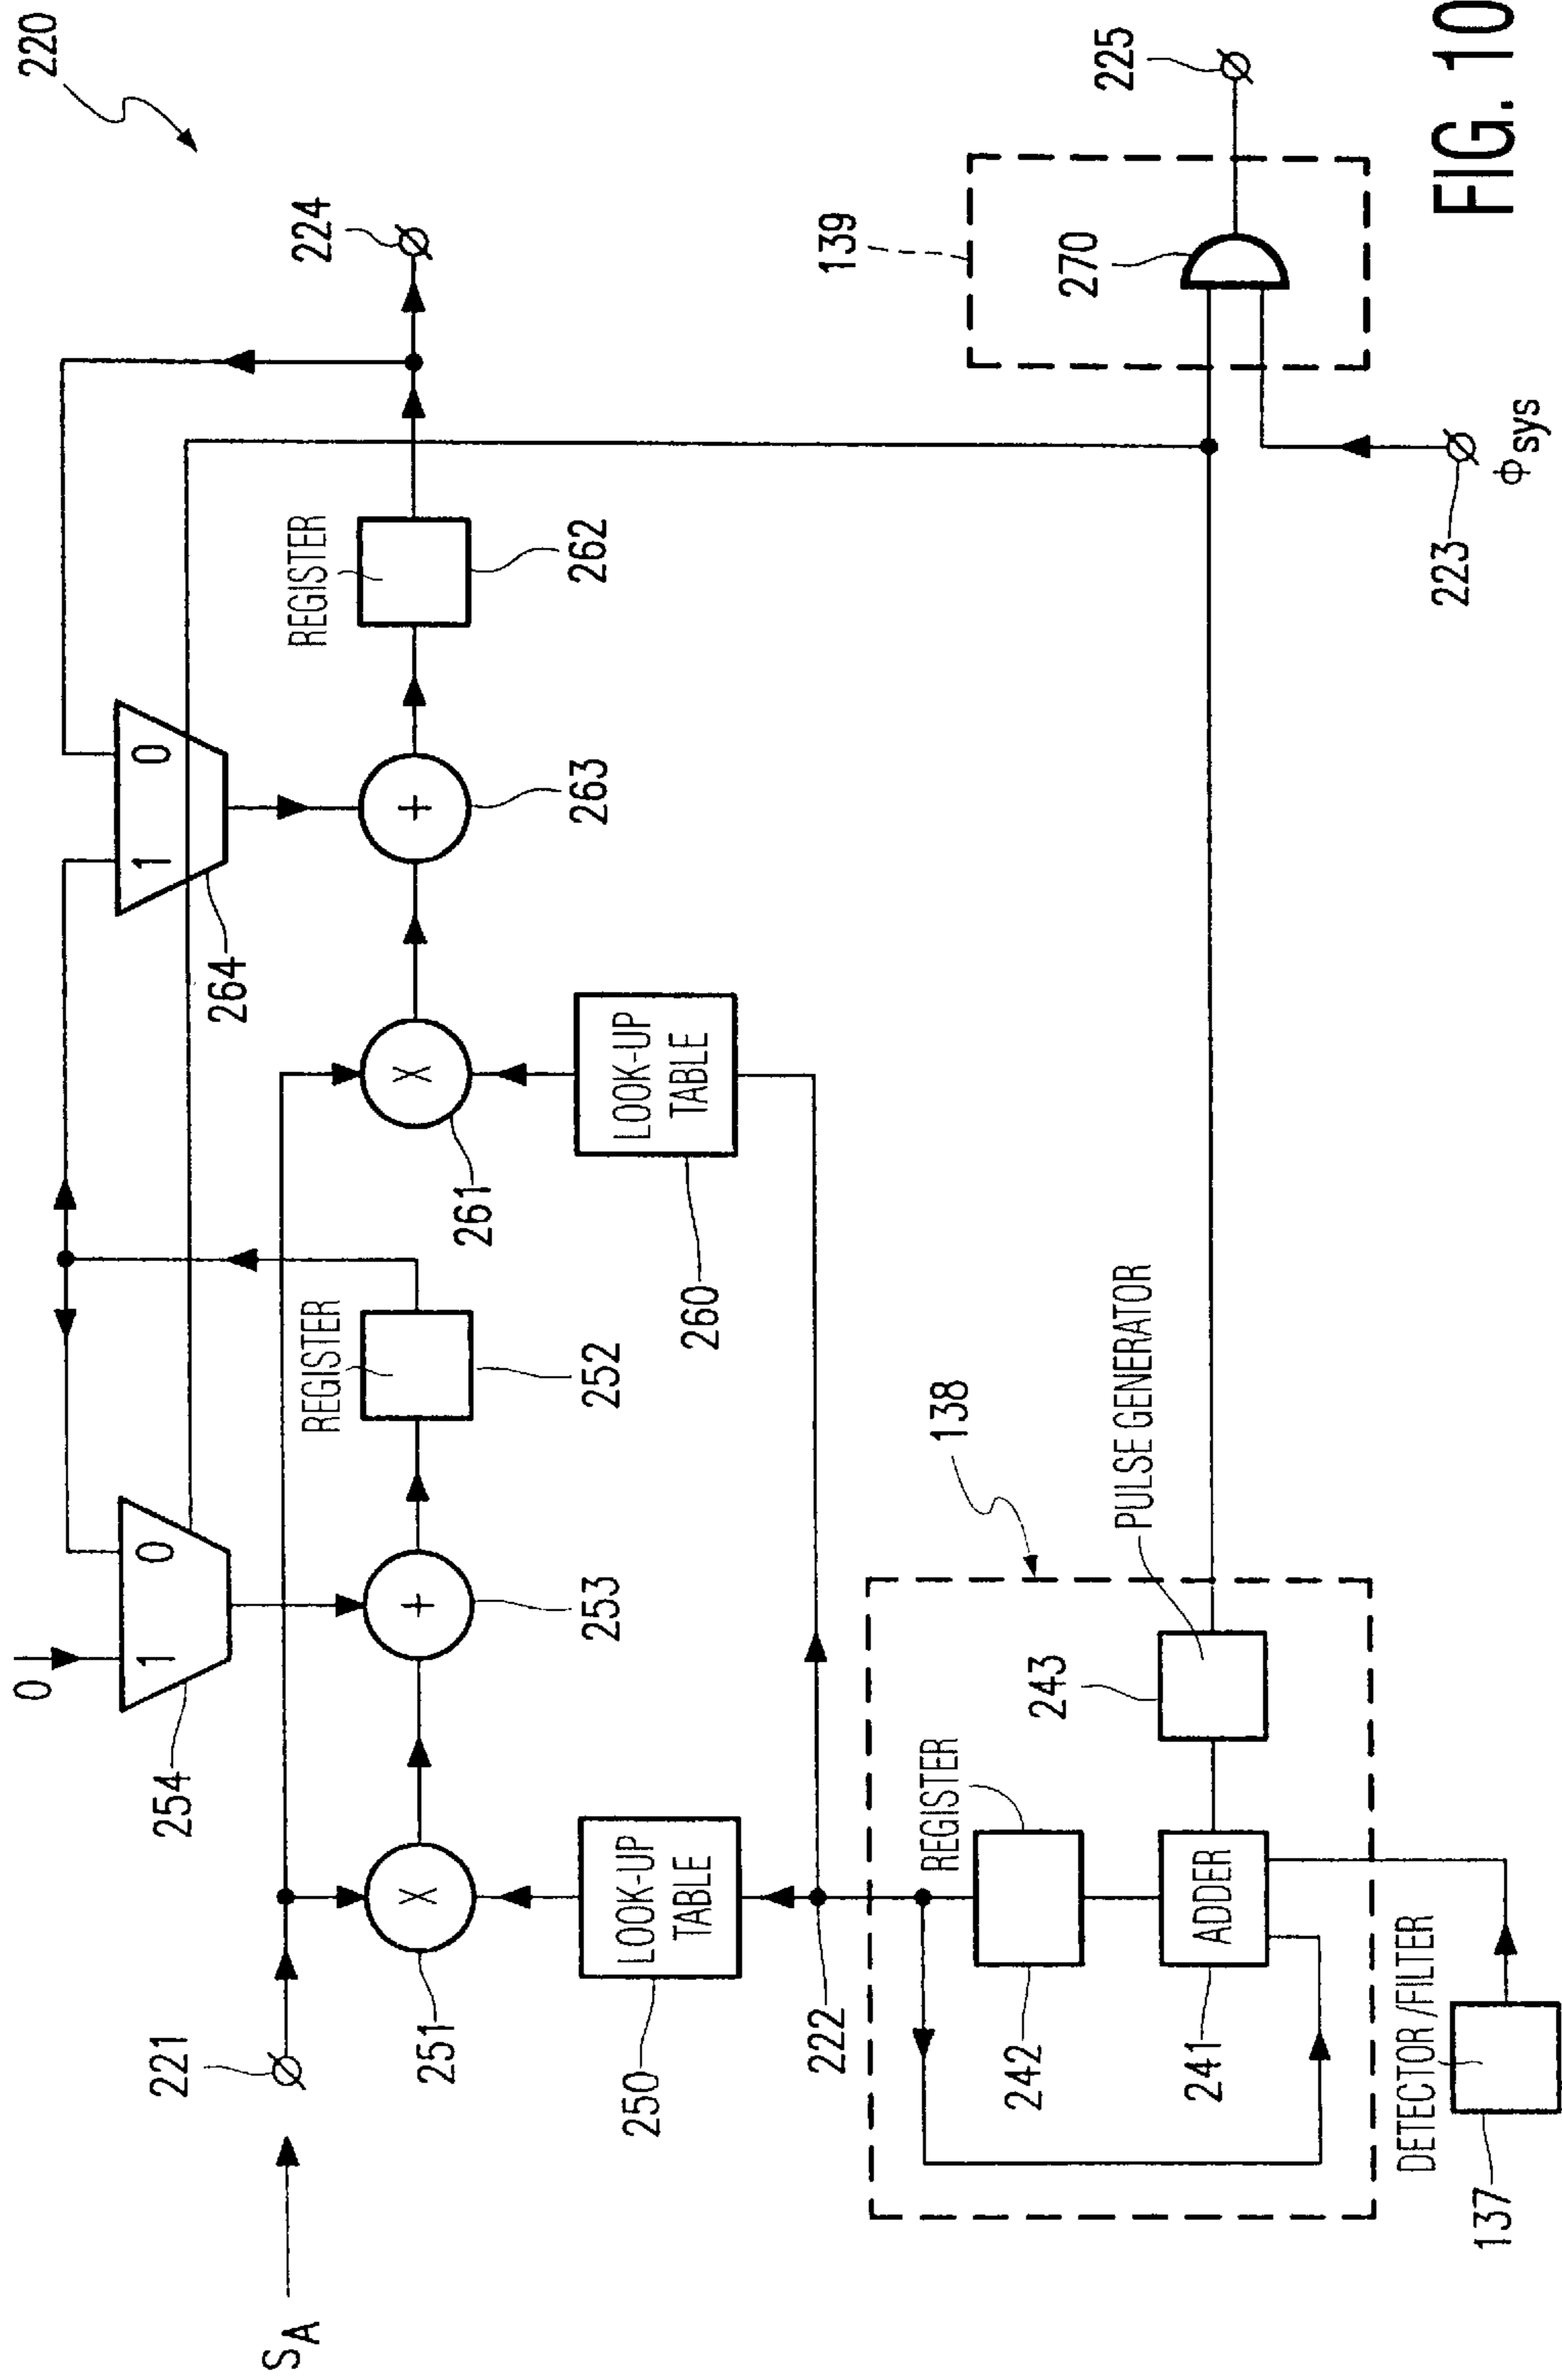 220
224
225
FIG. 10
139
270
223
Φsys
REGISTER
262
1 0
264
+
263
X
261
LOOK-UP
TABLE
260
REGISTER
252
0
1 0
254
+
253
X
251
LOOK-UP
TABLE
250
221
SA
222
138
PULSE GENERATOR
243
REGISTER
242
ADDER
241
DETECTOR/FILTER
137